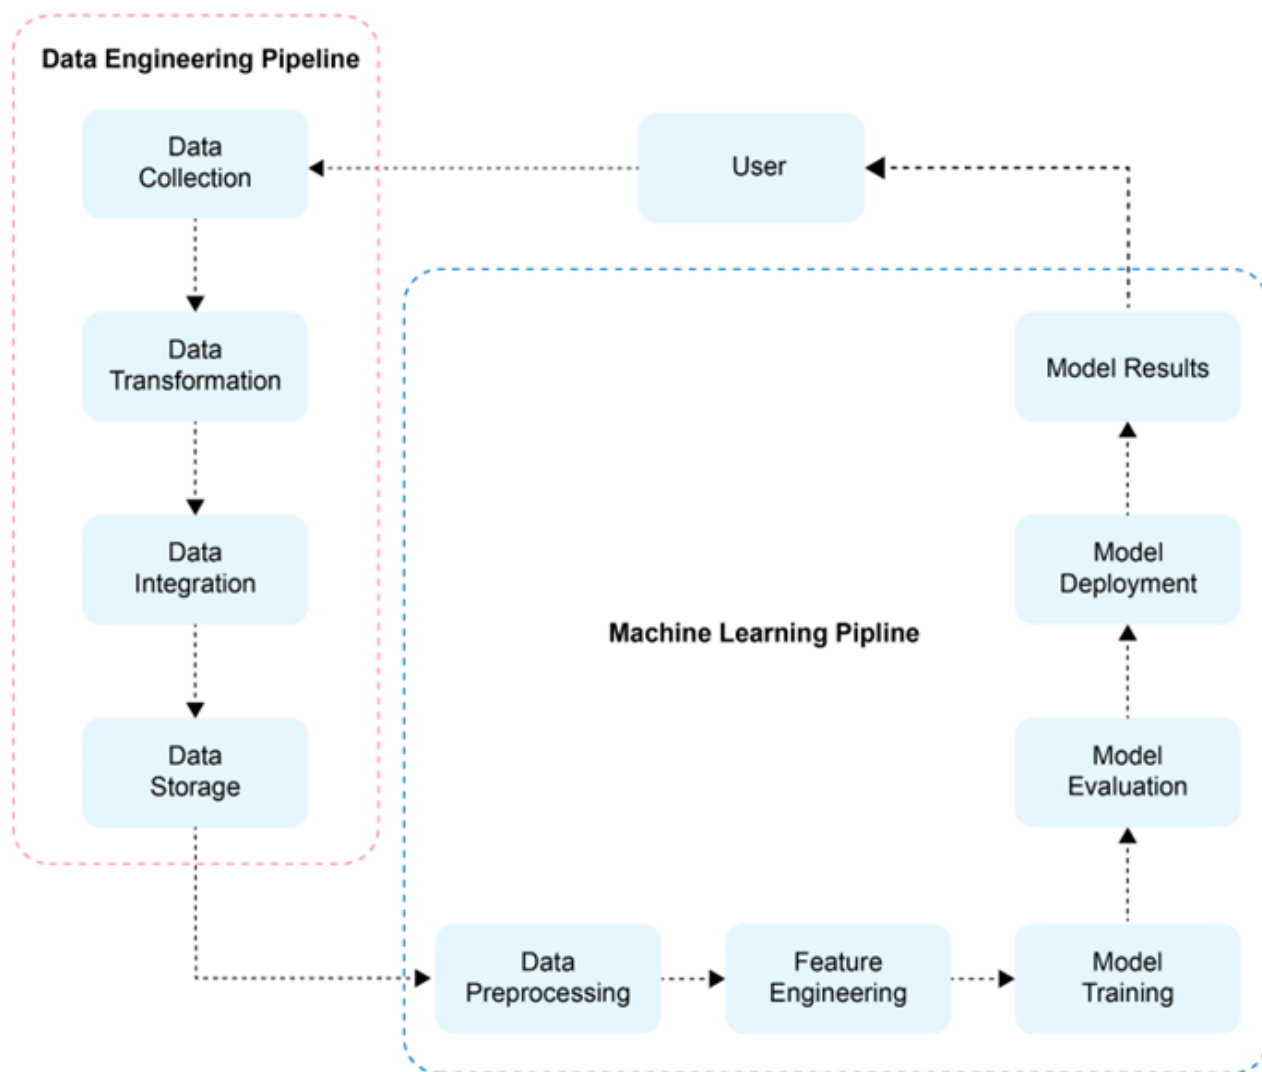 Data Engineering Pipeline
Data
Collection
User
Data
Transformation
Model Results
Data
Integration
Model
Deployment
Machine Learning Pipline
Data
Storage
Model
Evaluation
Data
Preprocessing
Feature
Engineering
Model
Training